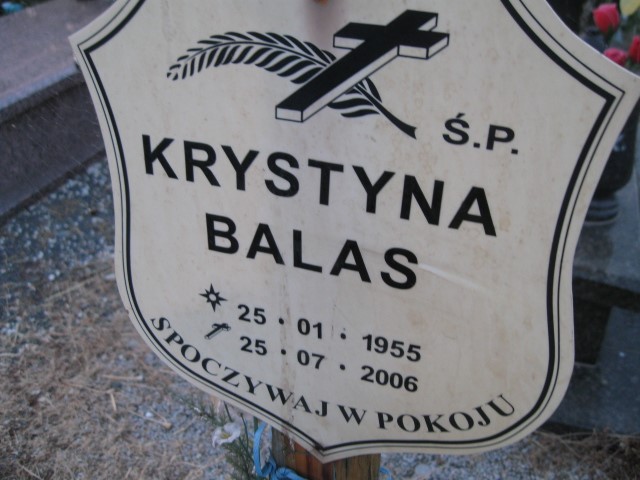 Ś.P.
KRYSTYNA
BALAS
25 · 01 · 1955
25 · 07 · 2006
SPOCZYWAJ W POKOJU